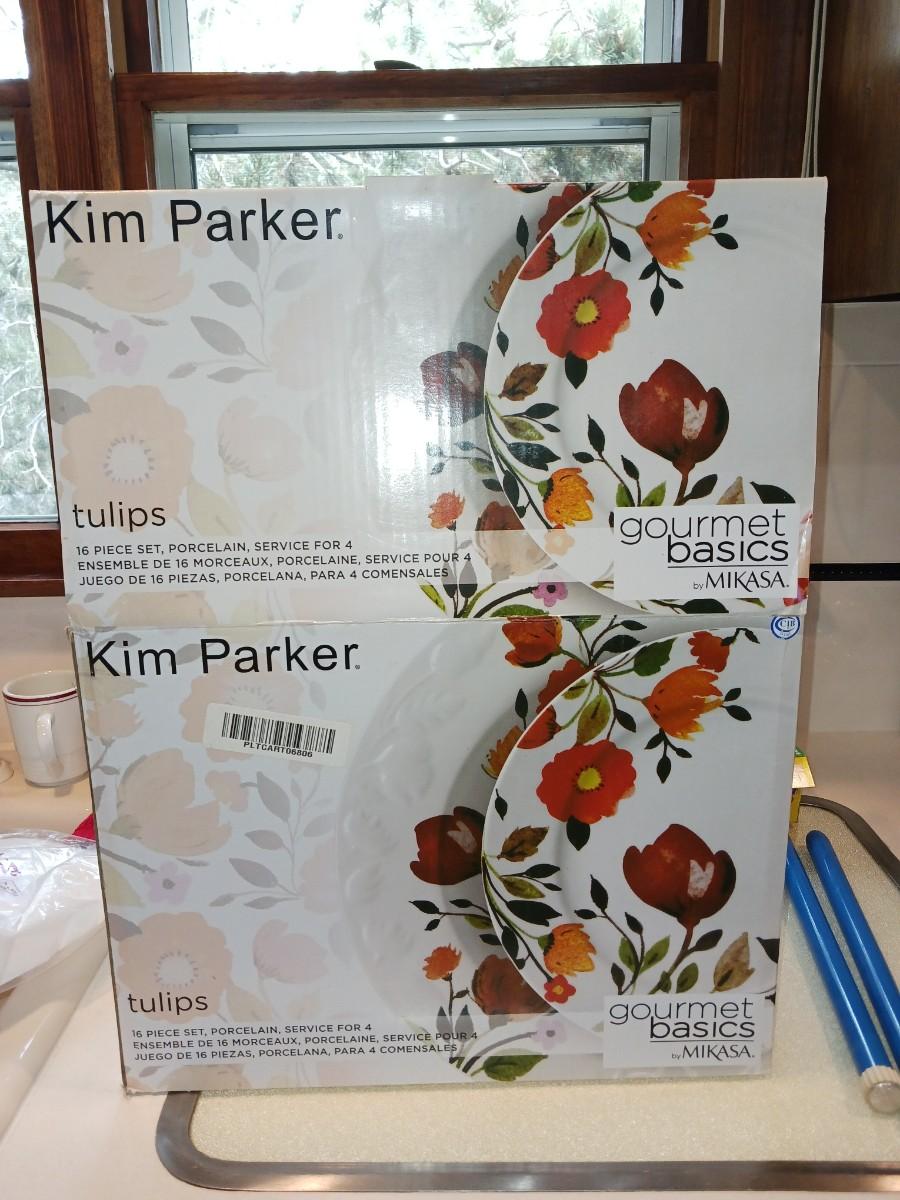 Kim Parker®
tulips
16 PIECE SET, PORCELAIN, SERVICE FOR 4
ENSEMBLE DE 16 MORCEAUX, PORCELAINE, SERVICE POUR 4
JUEGO DE 16 PIEZAS, PORCELANA, PARA 4 COMENSALES
gourmet
basics
by MIKASA®
CJB
Kim Parker®
PLTCART06806
tulips
16 PIECE SET, PORCELAIN, SERVICE FOR 4
ENSEMBLE DE 16 MORCEAUX, PORCELAINE, SERVICE POUR 4
JUEGO DE 16 PIEZAS, PORCELANA, PARA 4 COMENSALES
gourmet
basics
by MIKASA®